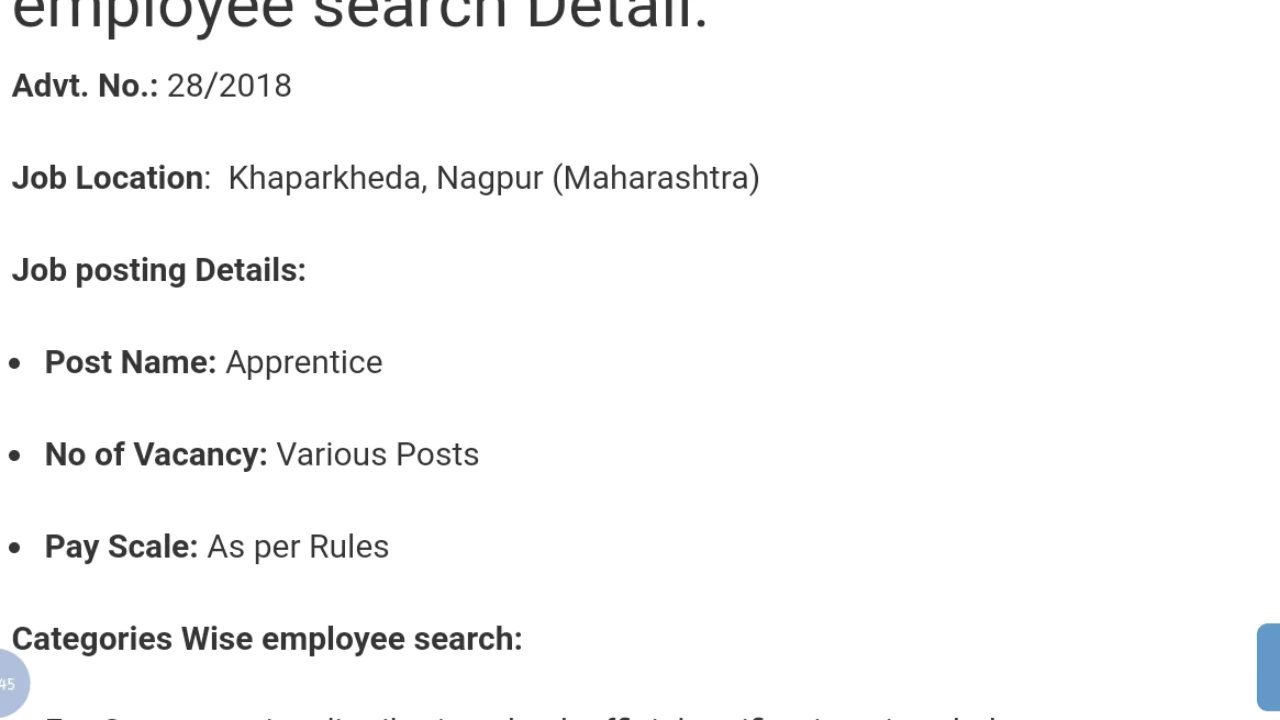 employee search Detail:
Advt. No.: 28/2018
Job Location:  Khaparkheda, Nagpur (Maharashtra)
Job posting Details:
Post Name: Apprentice
No of Vacancy: Various Posts
Pay Scale: As per Rules
Categories Wise employee search:
45